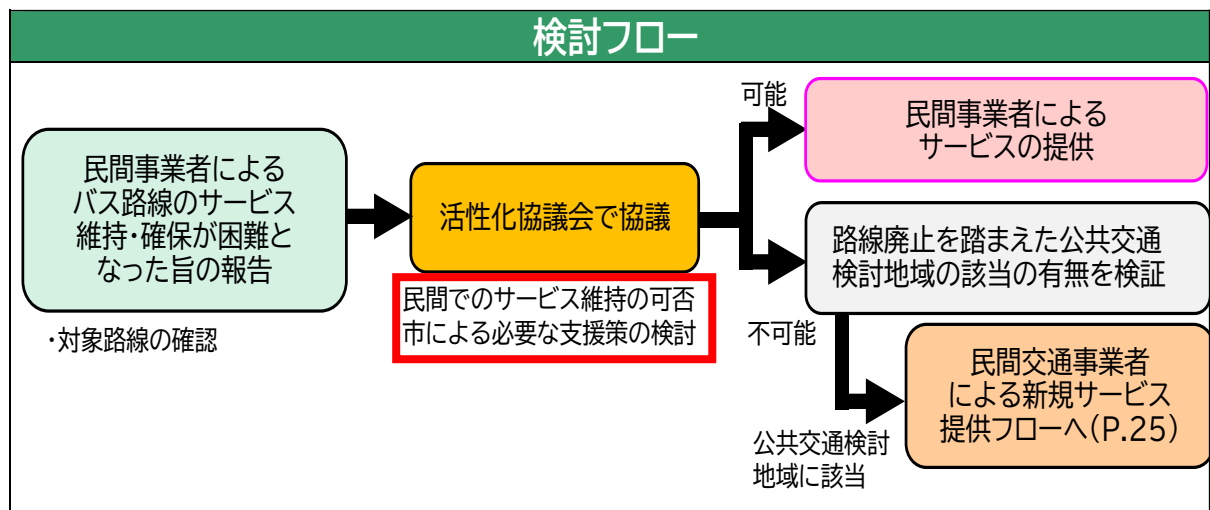 検討フロー
民間事業者による
バス路線のサービス
維持・確保が困難と
なった旨の報告
・対象路線の確認
活性化協議会で協議
民間でのサービス維持の可否
市による必要な支援策の検討
可能
民間事業者による
サービスの提供
不可能
路線廃止を踏まえた公共交通
検討地域の該当の有無を検証
公共交通検討
地域に該当
民間交通事業者
による新規サービス
提供フローへ(P.25)